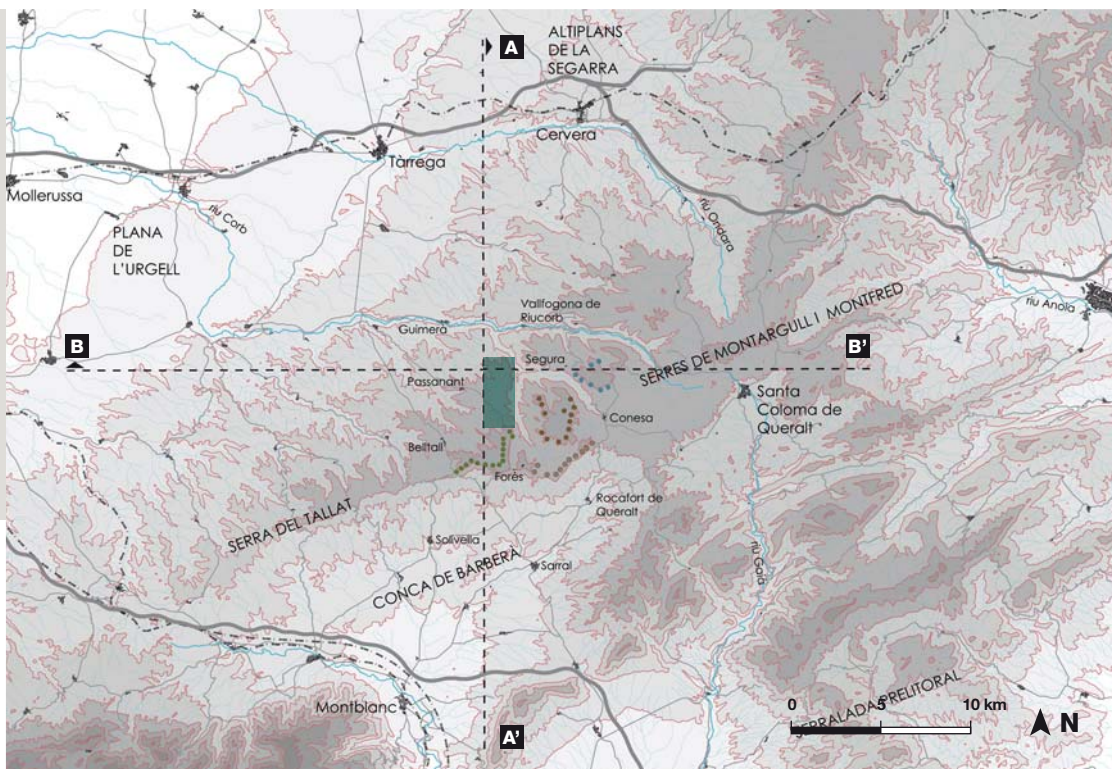 A
ALTIPLANS
DE LA
SEGARRA
Cervera
Tàrrega
Mollerussa
riu Corb
riu Ondara
PLANA
DE
L'URGELL
riu Anoia
Vallfogona de
Riucorb
Guimerà
SERRES DE MONTARGULL I MONTFRED
B
B'
Segura
Passanant
Santa
Coloma de
Queralt
Conesa
Belltall
Forès
Rocafort de
Queralt
SERRA DEL TALLAT
Solivella
CONCA DE BARBERÀ
Sarral
riu Gaià
Montblanc
SERRALADA PRELITORAL
0
5
10 km
N
A'